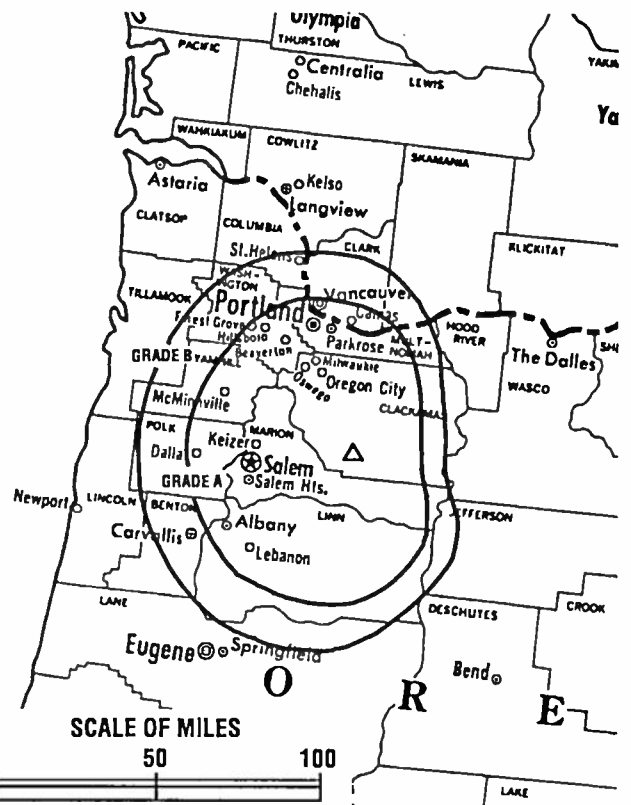 Olympia
THURSTON
PACIFIC
Centralia
LEWIS
Chehalis
Ya
WAHKIAKUM
COWLITZ
SKAMANIA
Astaria
Kelso
Langview
CLATSOP
COLUMBIA
CLARK
KLICKITAT
St. Helens
WASH-
INGTON
TILLAMOOK
Portland
Vancouver
Camas
Forest Grove
Hillsboro
Parkrose
MULT-
NOMAH
HOOD
RIVER
The Dalles
GRADE B
YAMHILL
Beaverton
Milwaukie
Oswego
Oregon City
WASCO
McMinnville
CLACKAMAS
POLK
MARION
Keizer
Dalla
Salem
GRADE A
Salem Hts.
Newport
LINCOLN
BENTON
LINN
JEFFERSON
Albany
Corvallis
Lebanon
LANE
DESCHUTES
CROOK
Eugene
Springfield
Bend
O R E
SCALE OF MILES
50 100
LAKE